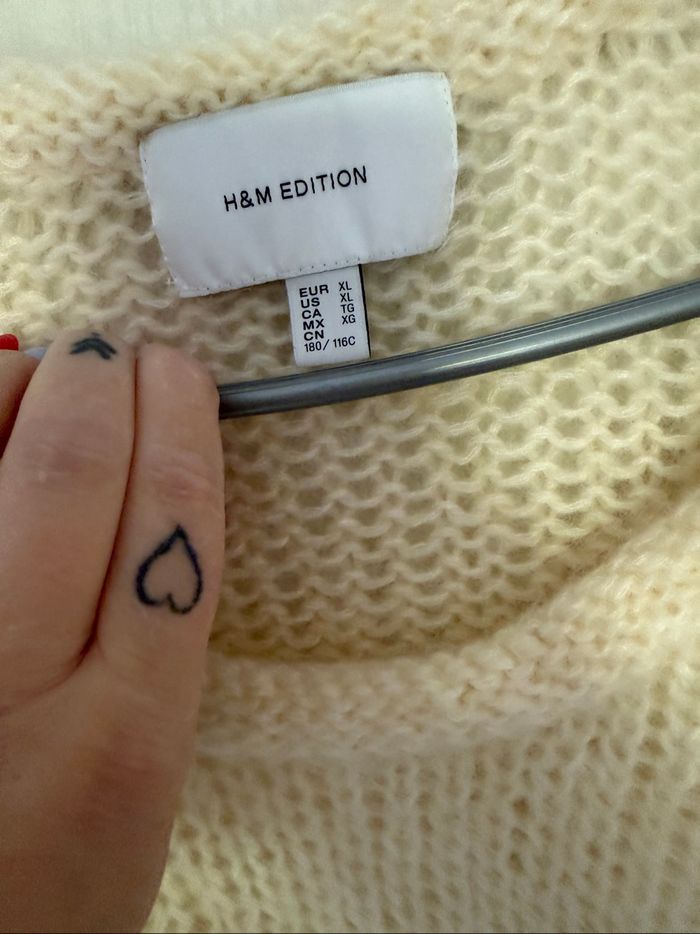 H&M EDITION
EUR XL
US XL
CA TG
MX XG
CN
180/116C